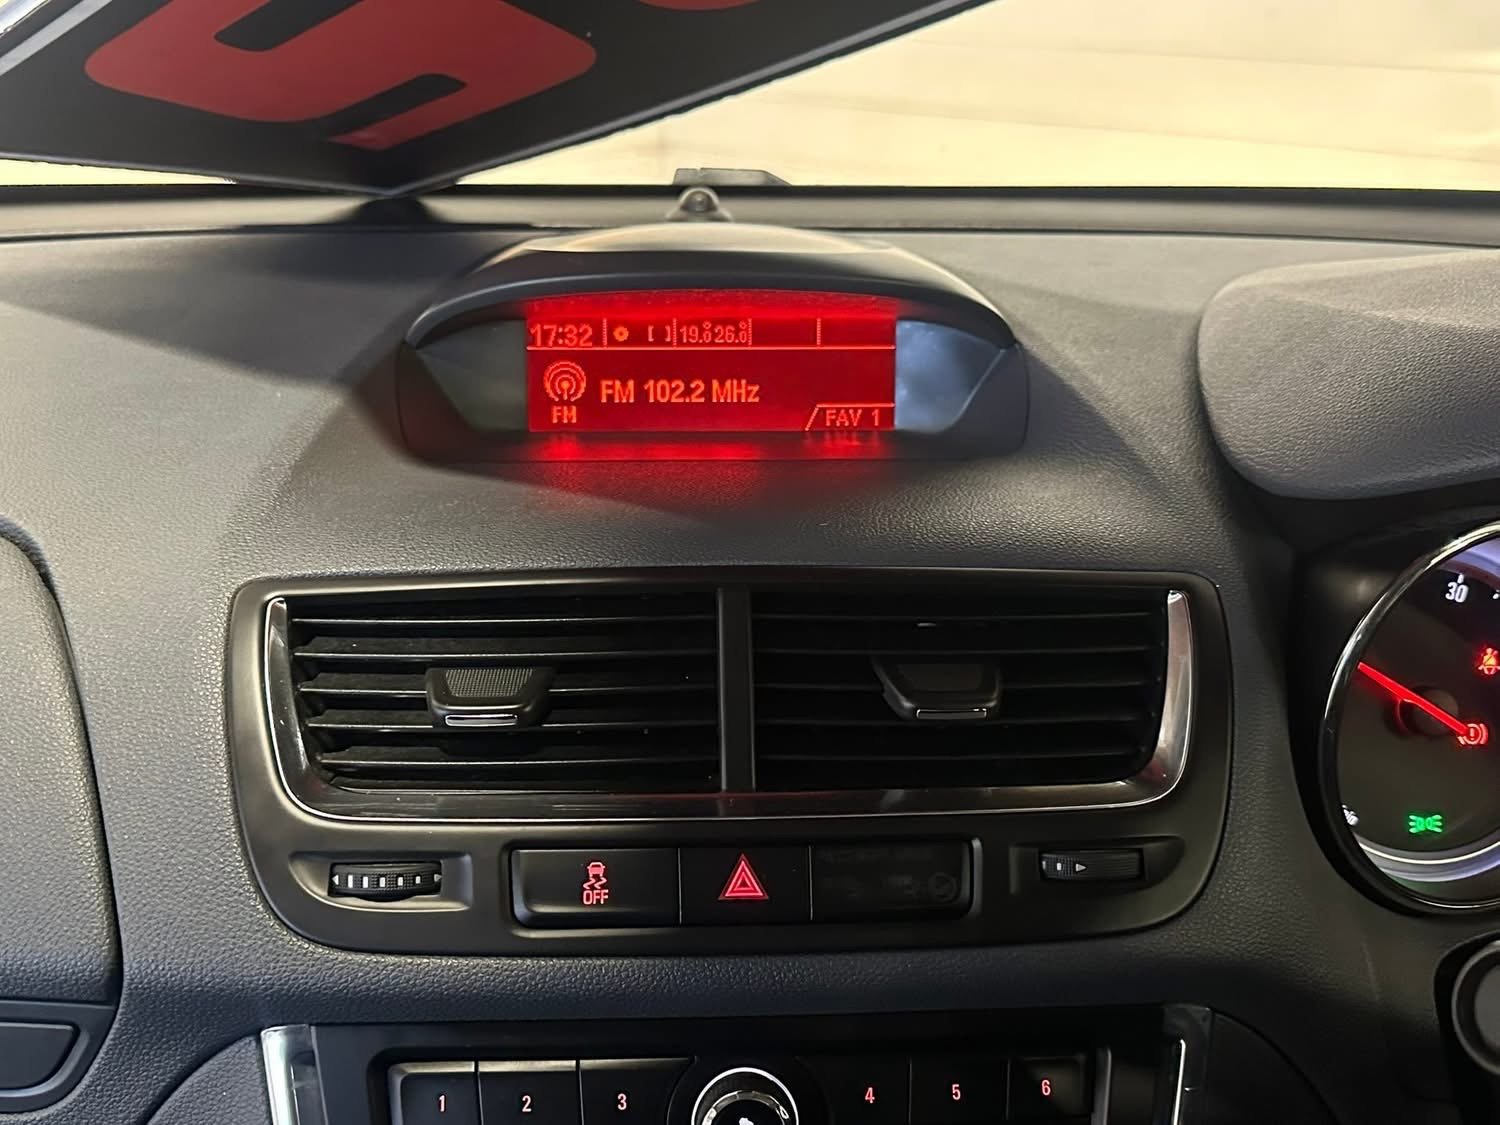 17:32 [ ] 19.0° 26.0°
FM 102.2 MHz
FM
FAV 1
30
OFF
1 2 3 4 5 6